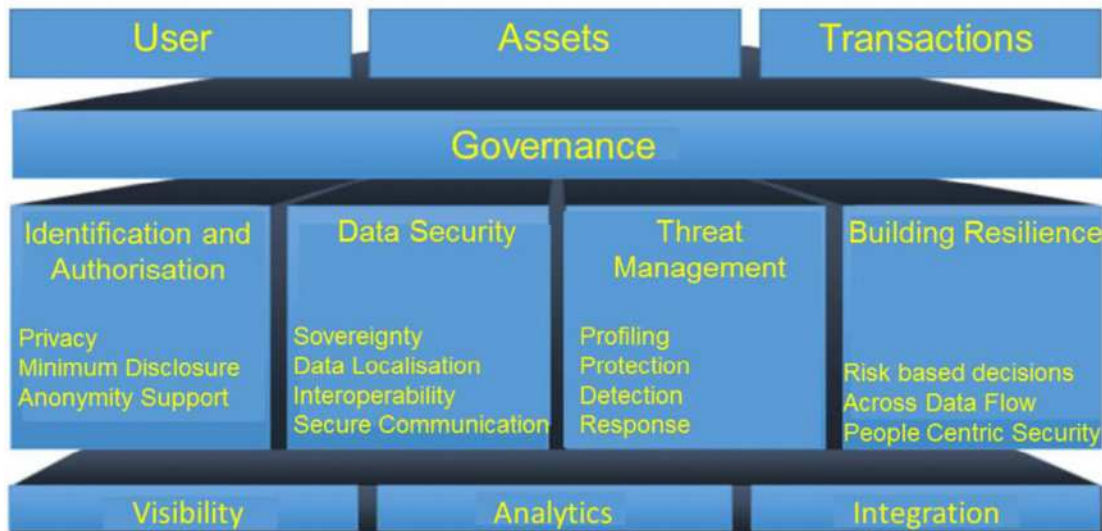 User
Assets
Transactions
Governance
Identification and
Authorisation
Privacy
Minimum Disclosure
Anonymity Support
Data Security
Sovereignty
Data Localisation
Interoperability
Secure Communication
Threat
Management
Profiling
Protection
Detection
Response
Building Resilience
Risk based decisions
Across Data Flow
People Centric Security
Visibility
Analytics
Integration